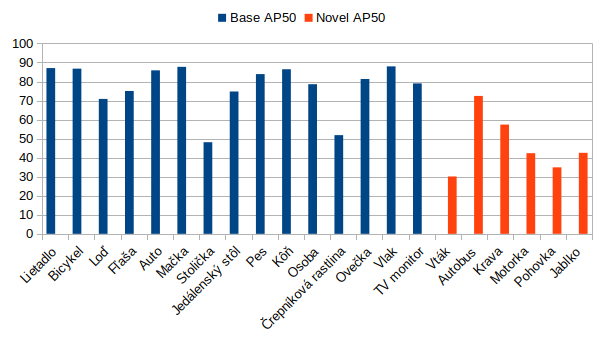 Base AP50 Novel AP50
100
90
80
70
60
50
40
30
20
10
0
Lietadlo
Bicykel
Loď
Fľaša
Auto
Mačka
Stolička
Jedálenský stôl
Pes
Kôň
Osoba
Črepníková rastlina
Ovečka
Vlak
TV monitor
Vták
Autobus
Krava
Motorka
Pohovka
Jablko